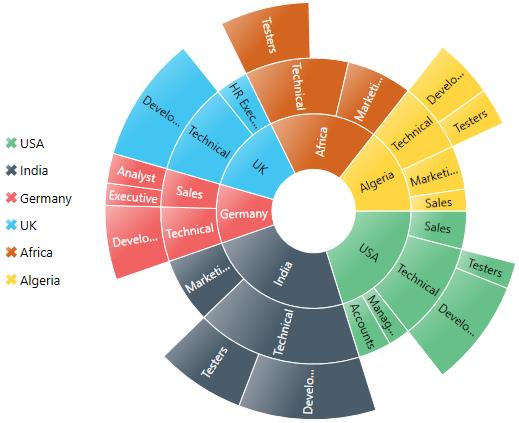 USA
India
Germany
UK
Africa
Algeria
Testers
Technical
Marketi...
Africa
Develo...
Testers
Technical
Marketi...
Sales
Algeria
USA
Sales
Technical
Testers
Develo...
Manag...
Accounts
India
Technical
Develo...
Testers
Marketi...
Germany
Technical
Develo...
Sales
Executive
Analyst
UK
Technical
Develo...
HR Exec...